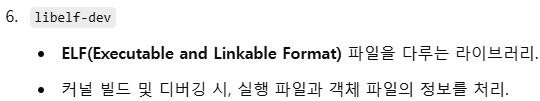 6. libelf-dev
• ELF(Executable and Linkable Format) 파일을 다루는 라이브러리.
• 커널 빌드 및 디버깅 시, 실행 파일과 객체 파일의 정보를 처리.